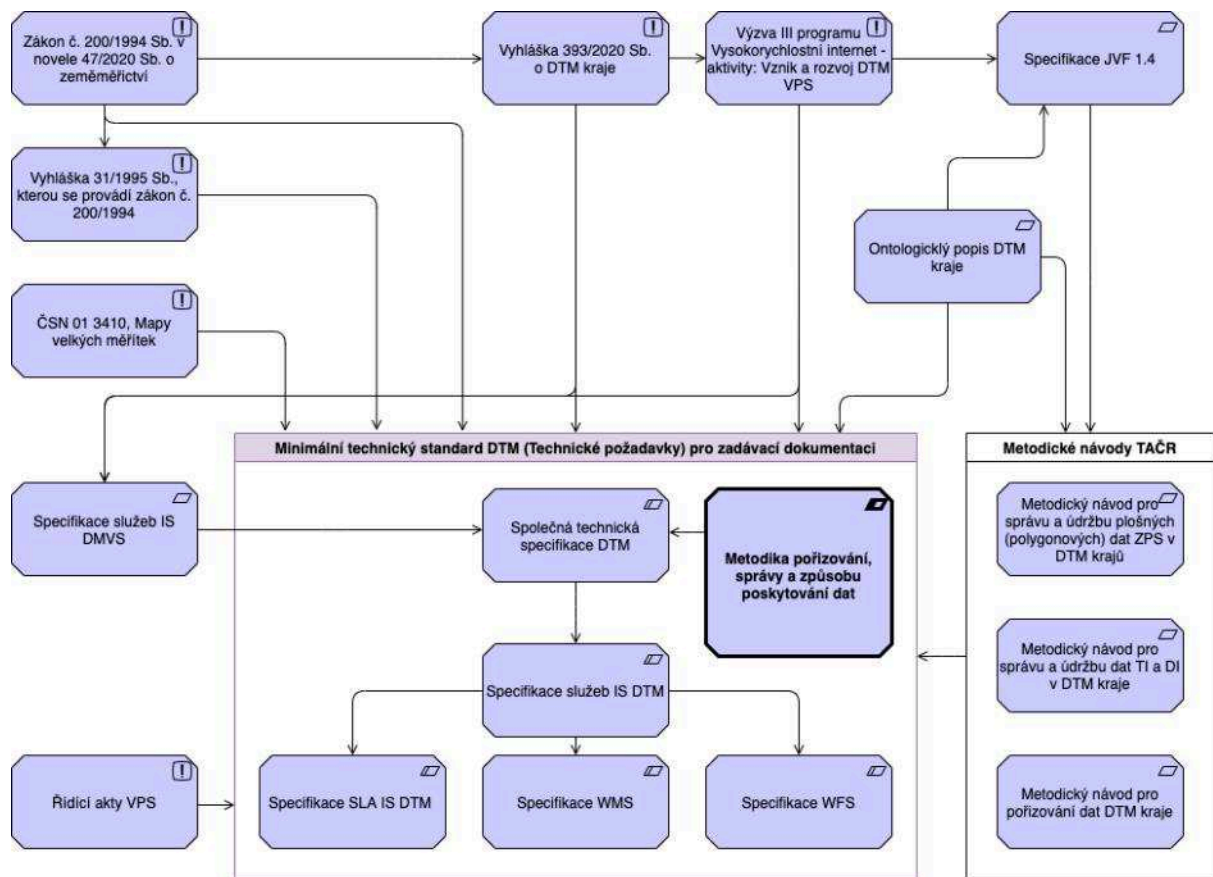 Zákon č. 200/1994 Sb. v
novele 47/2020 Sb. o
zeměměřictví
Vyhláška 393/2020 Sb.
o DTM kraje
Výzva III programu
Vysokorychlostní internet -
aktivity: Vznik a rozvoj DTM
VPS
Specifikace JVF 1.4
Vyhláška 31/1995 Sb.,
kterou se provádí zákon č.
200/1994
Ontologicklý popis DTM
kraje
ČSN 01 3410, Mapy
velkých měřítek
Minimální technický standard DTM (Technické požadavky) pro zadávací dokumentaci
Metodické návody TAČR
Specifikace služeb IS
DMVS
Společná technická
specifikace DTM
Metodika pořizování,
správy a způsobu
poskytování dat
Metodický návod pro
správu a údržbu plošných
(polygonových) dat ZPS v
DTM krajů
Specifikace služeb IS DTM
Metodický návod pro
správu a údržbu dat TI a DI
v DTM kraje
Řídící akty VPS
Specifikace SLA IS DTM
Specifikace WMS
Specifikace WFS
Metodický návod pro
pořizování dat DTM kraje